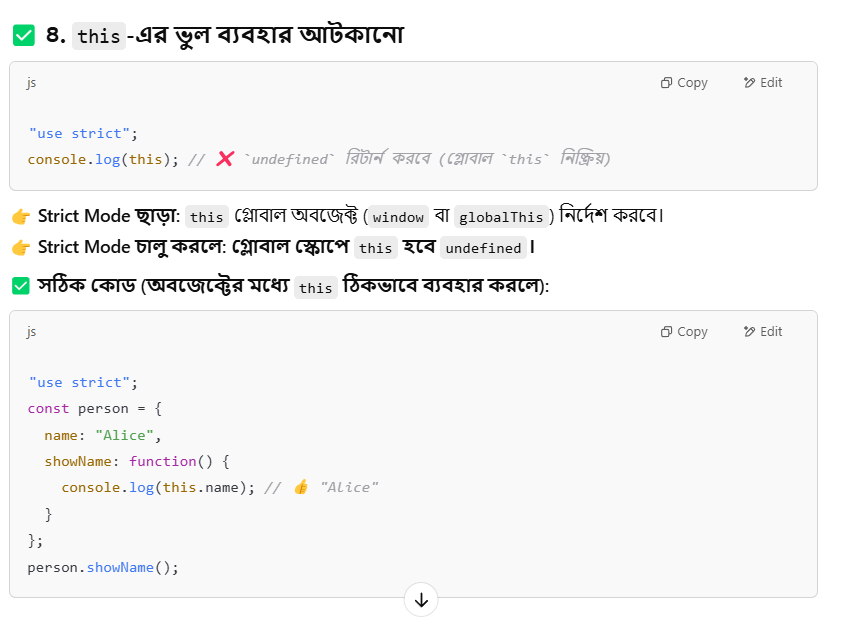 ✅ 8. this-এর ভুল ব্যবহার আটকানো
js Copy Edit
"use strict";
console.log(this); // ❌ `undefined` রিটার্ন করবে (গ্লোবাল `this` নিষ্ক্রিয়)
👉 Strict Mode ছাড়া: this গ্লোবাল অবজেক্ট (window বা globalThis) নির্দেশ করবে।
👉 Strict Mode চালু করলে: গ্লোবাল স্কোপে this হবে undefined।
✅ সঠিক কোড (অবজেক্টের মধ্যে this ঠিকভাবে ব্যবহার করলে):
js Copy Edit
"use strict";
const person = {
  name: "Alice",
  showName: function() {
    console.log(this.name); // 👍 "Alice"
  }
};
person.showName();